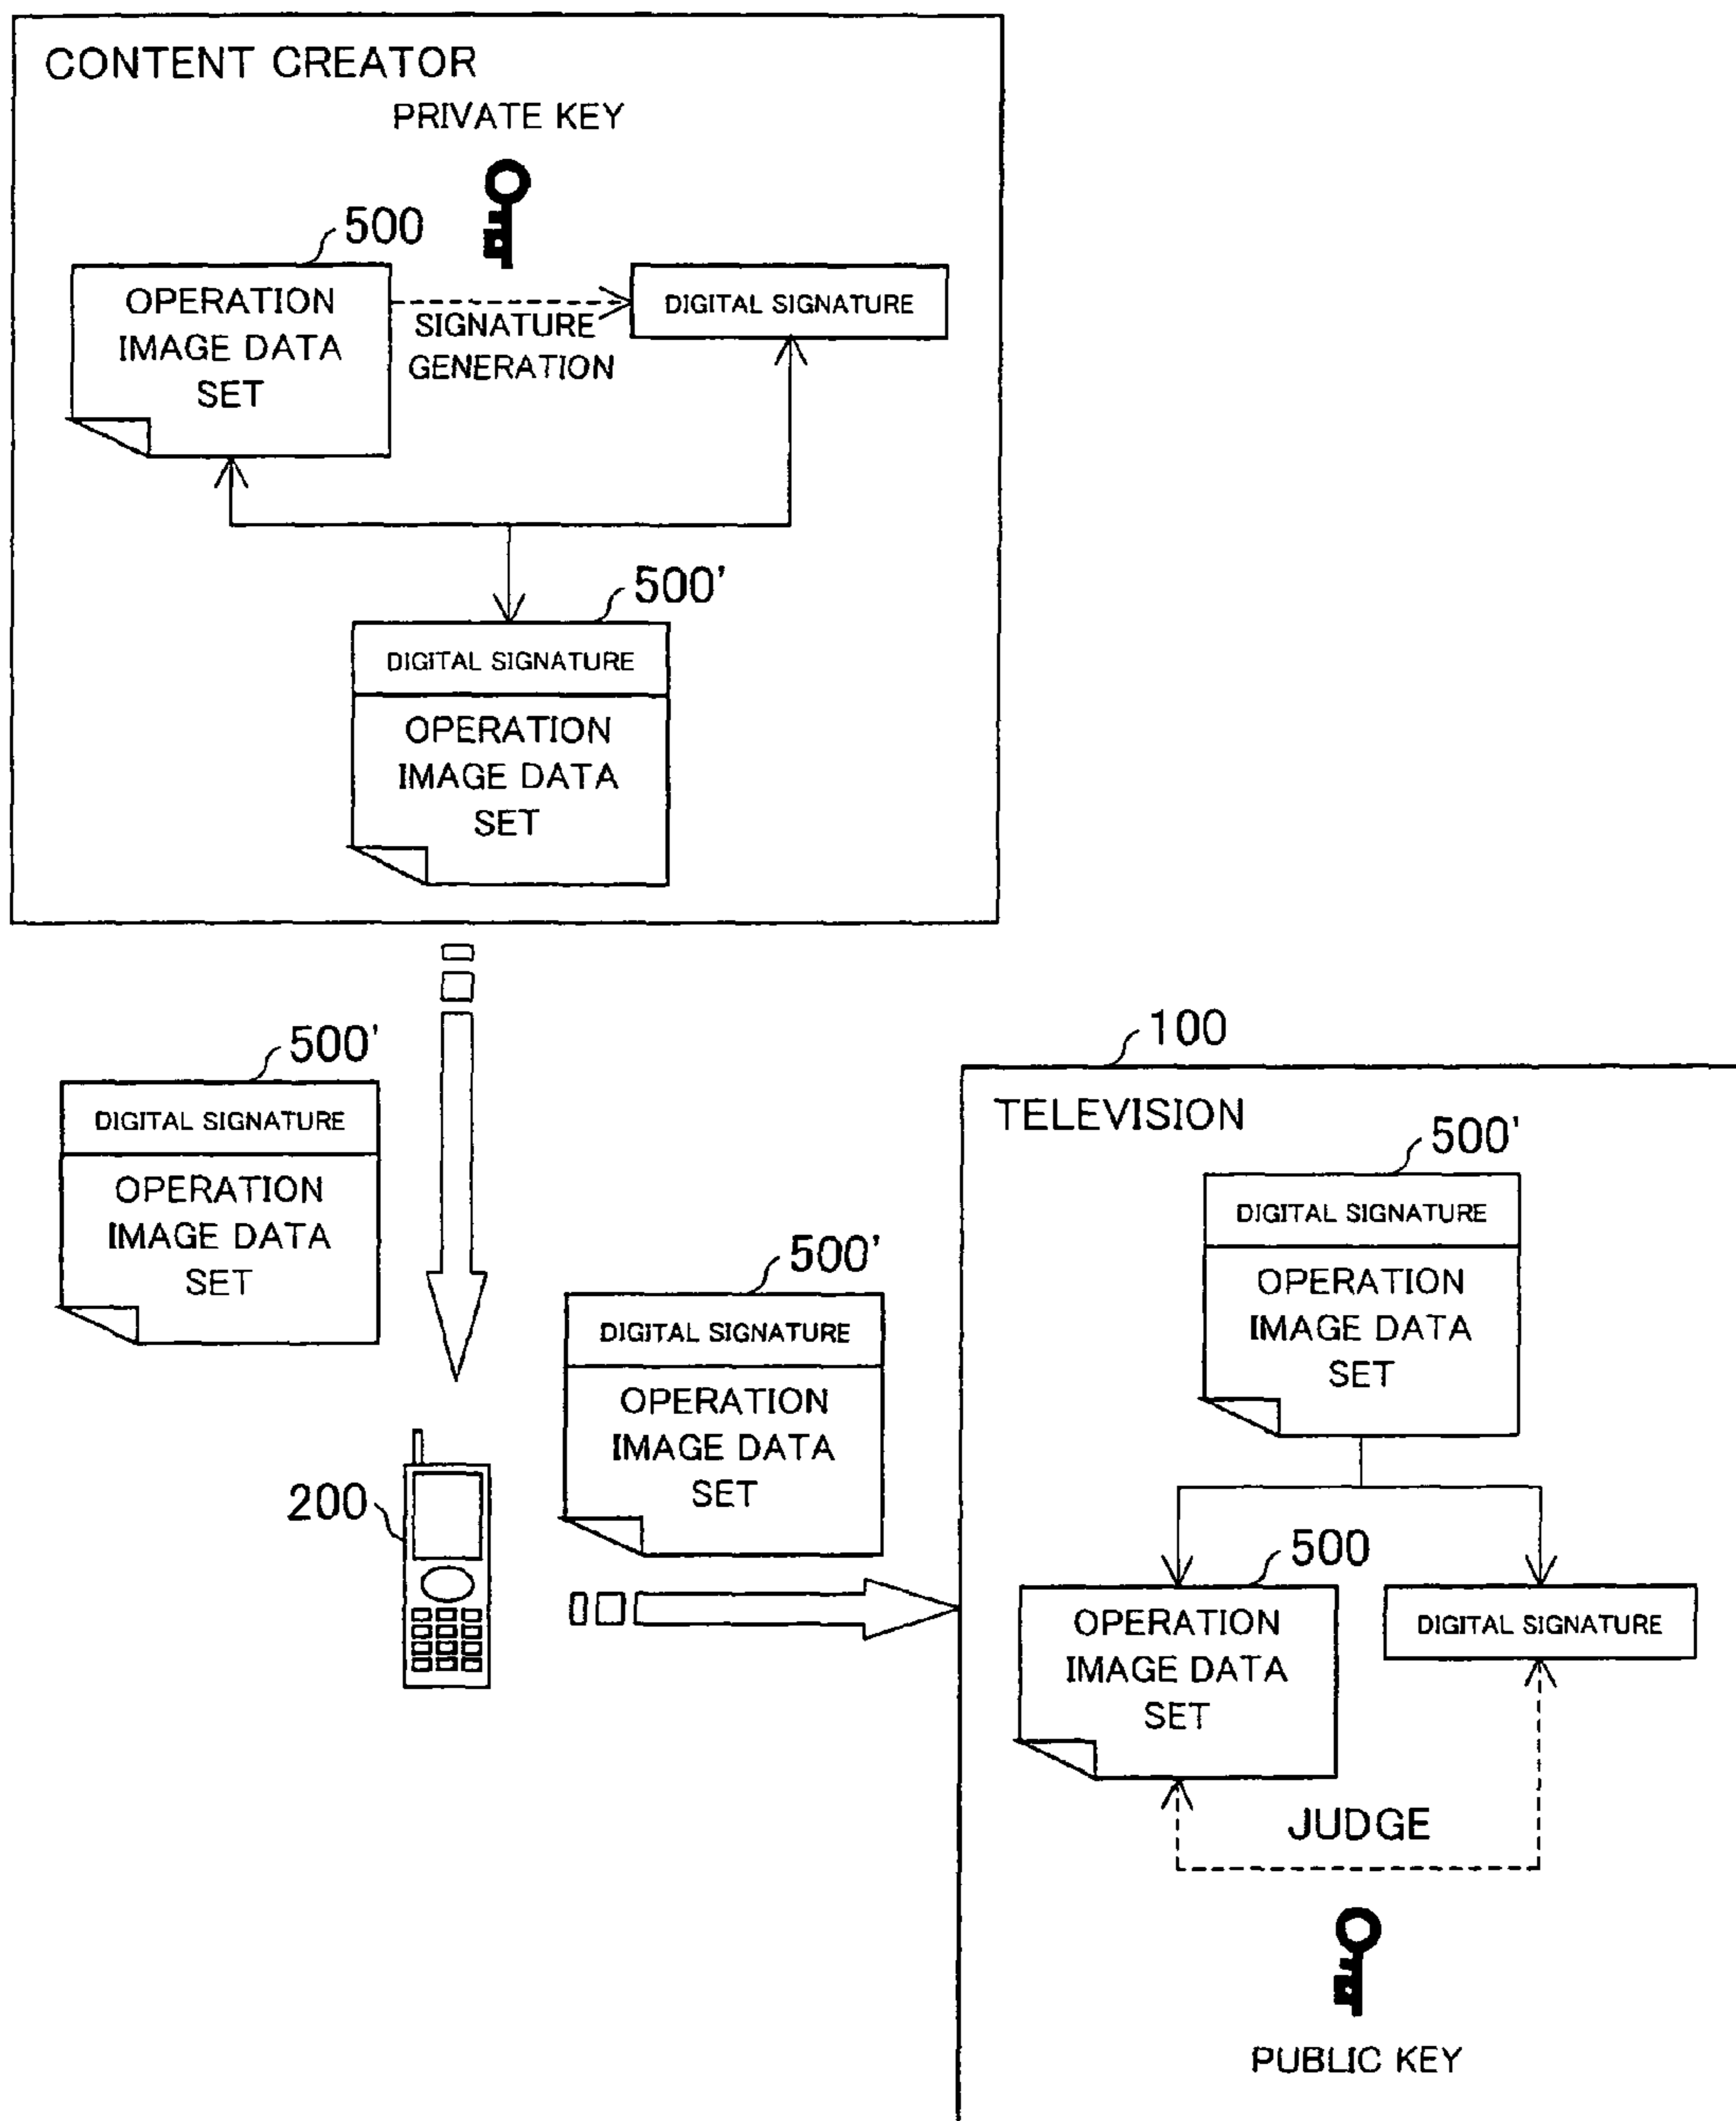 CONTENT CREATOR
PRIVATE KEY
500
OPERATION
IMAGE DATA
SET
SIGNATURE
GENERATION
DIGITAL SIGNATURE
500'
DIGITAL SIGNATURE
OPERATION
IMAGE DATA
SET
500'
DIGITAL SIGNATURE
OPERATION
IMAGE DATA
SET
200
500'
DIGITAL SIGNATURE
OPERATION
IMAGE DATA
SET
100
TELEVISION
500'
DIGITAL SIGNATURE
OPERATION
IMAGE DATA
SET
500
OPERATION
IMAGE DATA
SET
DIGITAL SIGNATURE
JUDGE
PUBLIC KEY